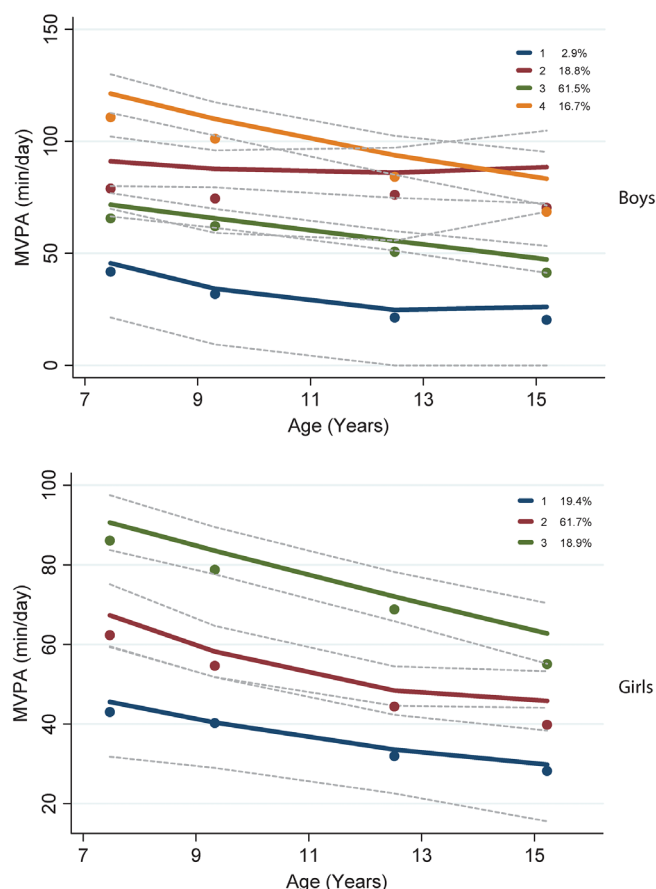 150
100
50
0
MVPA (min/day)
1 2.9%
2 18.8%
3 61.5%
4 16.7%
Boys
7 9 11 13 15
Age (Years)
100
80
60
40
20
MVPA (min/day)
1 19.4%
2 61.7%
3 18.9%
Girls
7 9 11 13 15
Age (Years)